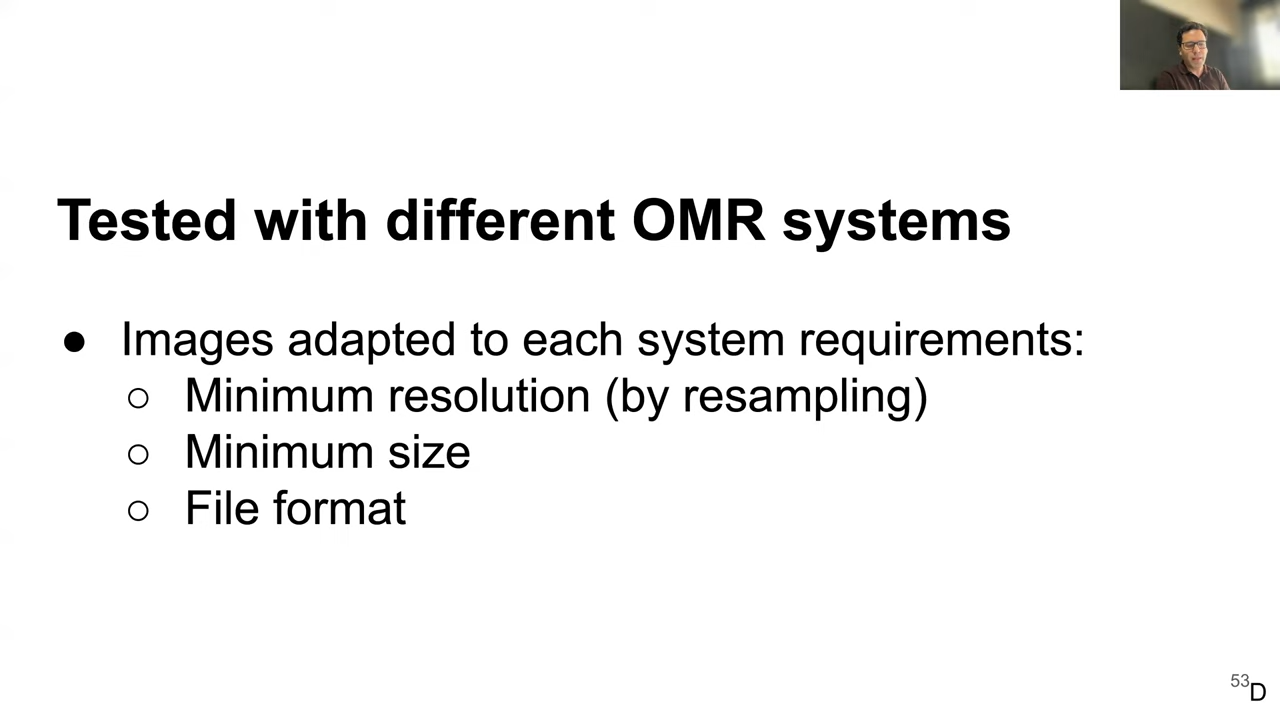 Tested with different OMR systems
● Images adapted to each system requirements:
○ Minimum resolution (by resampling)
○ Minimum size
○ File format
53
D